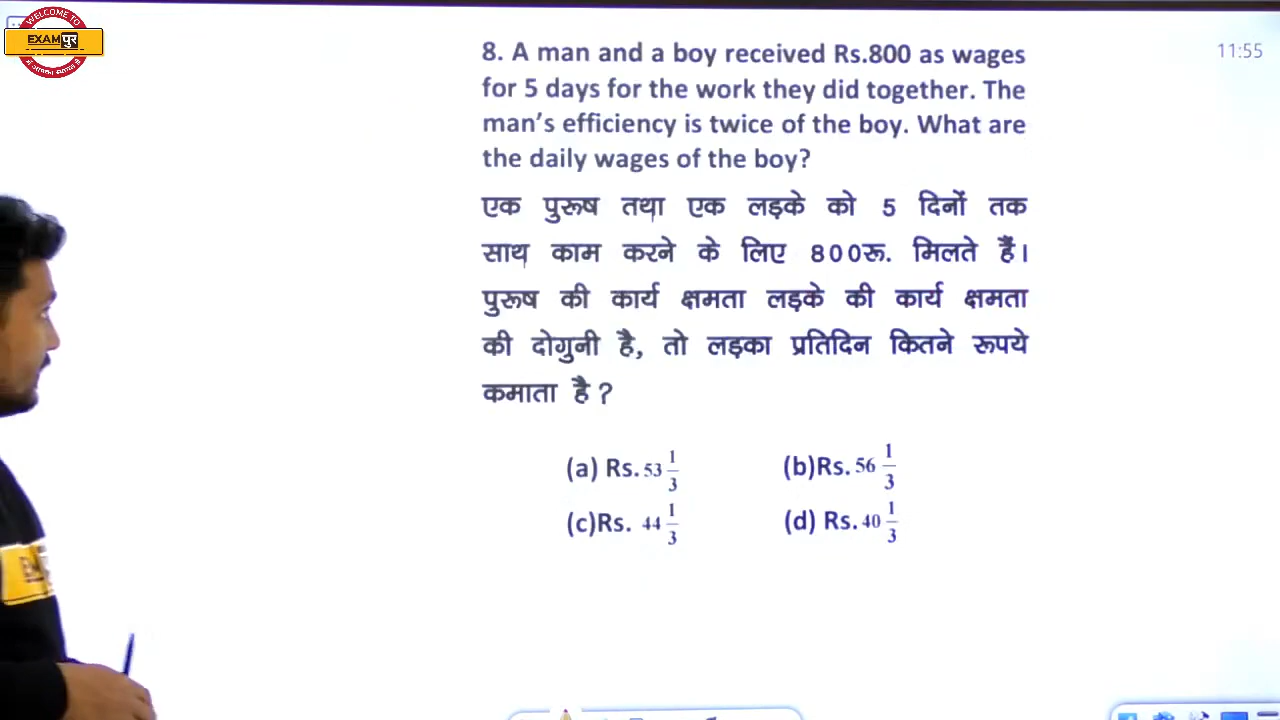 WELCOME TO
EXAM पुर
11:55
8. A man and a boy received Rs.800 as wages
for 5 days for the work they did together. The
man’s efficiency is twice of the boy. What are
the daily wages of the boy?
एक पुरूष तथा एक लड़के को 5 दिनों तक
साथ काम करने के लिए 800रू. मिलते हैं।
पुरूष की कार्य क्षमता लड़के की कार्य क्षमता
की दोगुनी है, तो लड़का प्रतिदिन कितने रूपये
कमाता है ?
(a) Rs. 53 1/3 (b)Rs. 56 1/3
(c)Rs. 44 1/3 (d) Rs. 40 1/3